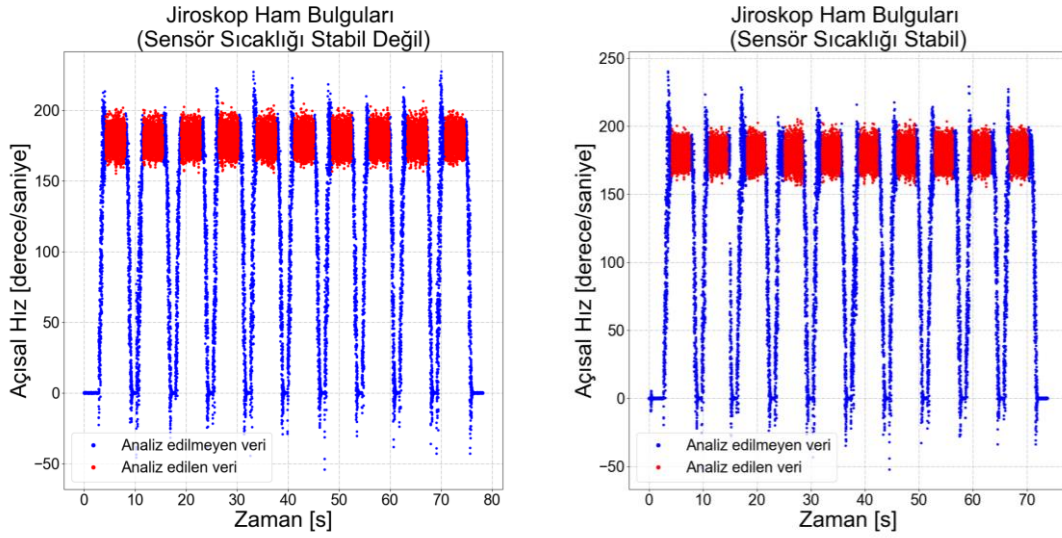 Jiroskop Ham Bulguları
(Sensör Sıcaklığı Stabil Değil)
Açısal Hız [derece/saniye]
200
150
100
50
0
−50
Analiz edilmeyen veri
Analiz edilen veri
0 10 20 30 40 50 60 70 80
Zaman [s]
Jiroskop Ham Bulguları
(Sensör Sıcaklığı Stabil)
Açısal Hız [derece/saniye]
250
200
150
100
50
0
−50
Analiz edilmeyen veri
Analiz edilen veri
0 10 20 30 40 50 60 70
Zaman [s]